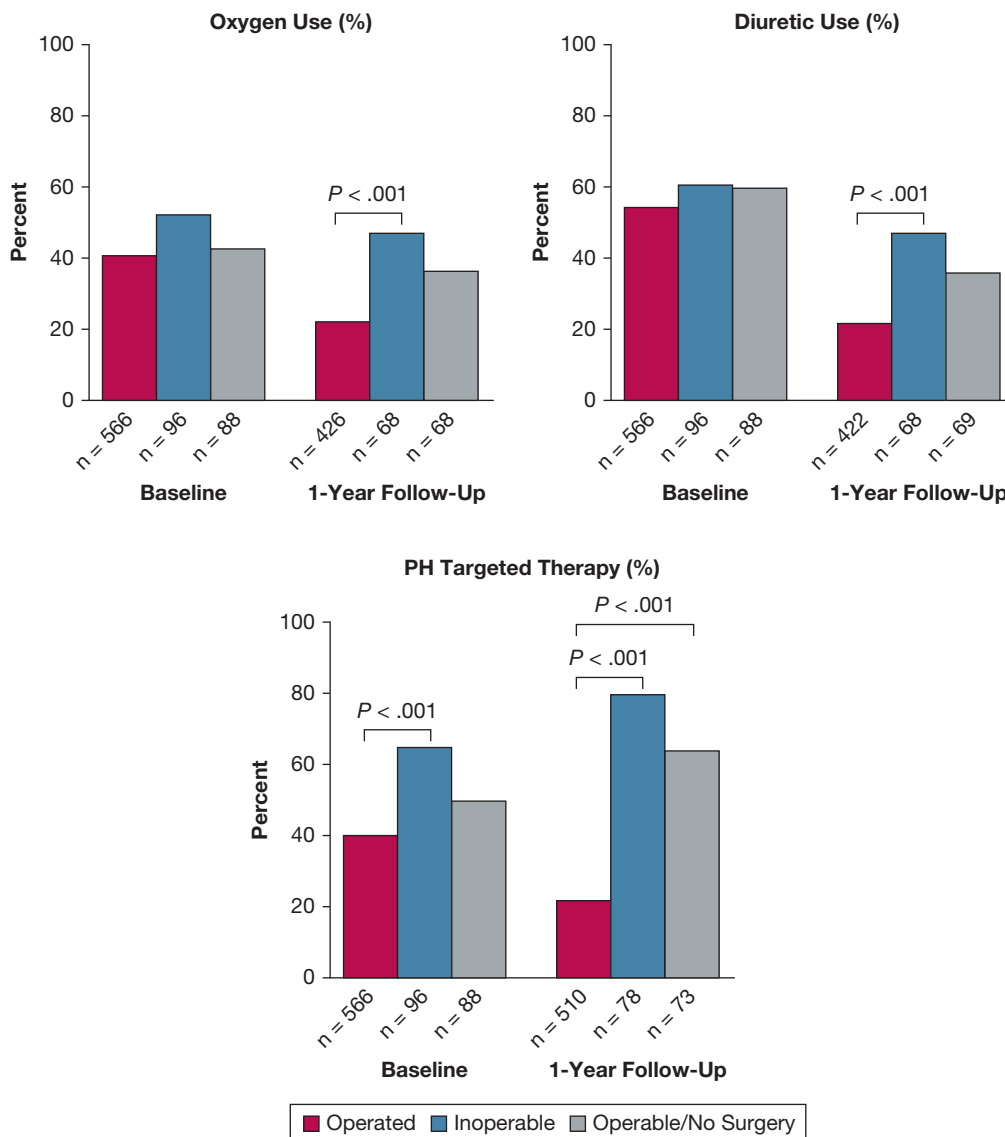 Oxygen Use (%)
100
80
60
40
20
0
Percent
P < .001
n = 566
n = 96
n = 88
n = 426
n = 68
n = 68
Baseline
1-Year Follow-Up
Diuretic Use (%)
100
80
60
40
20
0
Percent
P < .001
n = 566
n = 96
n = 88
n = 422
n = 68
n = 69
Baseline
1-Year Follow-Up
PH Targeted Therapy (%)
100
80
60
40
20
0
Percent
P < .001
P < .001
P < .001
n = 566
n = 96
n = 88
n = 510
n = 78
n = 73
Baseline
1-Year Follow-Up
Operated
Inoperable
Operable/No Surgery